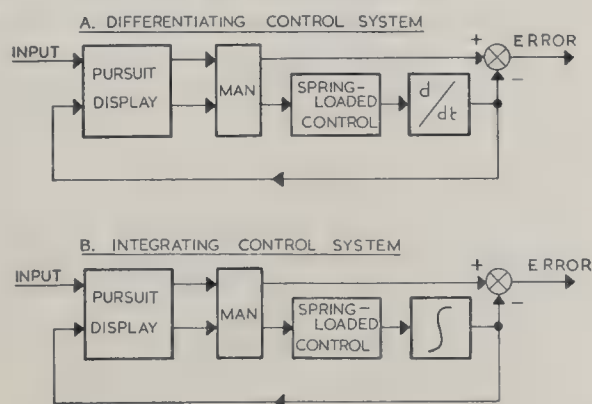 A. DIFFERENTIATING CONTROL SYSTEM
INPUT
PURSUIT
DISPLAY
MAN
SPRING-
LOADED
CONTROL
d/dt
+
-
ERROR
B. INTEGRATING CONTROL SYSTEM
INPUT
PURSUIT
DISPLAY
MAN
SPRING-
LOADED
CONTROL
∫
+
-
ERROR